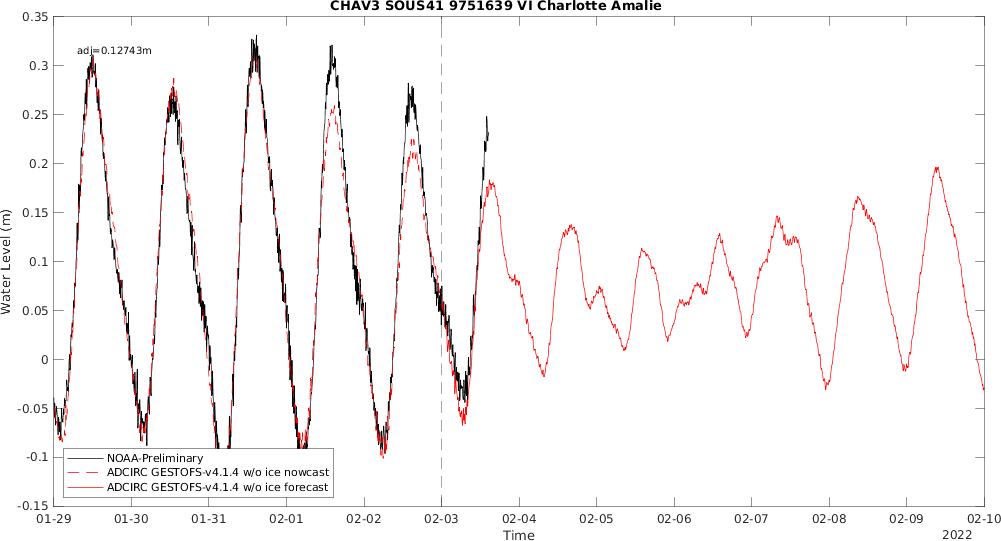 CHAV3 SOUS41 9751639 VI Charlotte Amalie
adj=0.12743m
0.35
0.3
0.25
0.2
0.15
0.1
0.05
0
-0.05
-0.1
-0.15
Water Level (m)
NOAA-Preliminary
ADCIRC GESTOFS-v4.1.4 w/o ice nowcast
ADCIRC GESTOFS-v4.1.4 w/o ice forecast
01-29 01-30 01-31 02-01 02-02 02-03 02-04 02-05 02-06 02-07 02-08 02-09 02-10
Time
2022